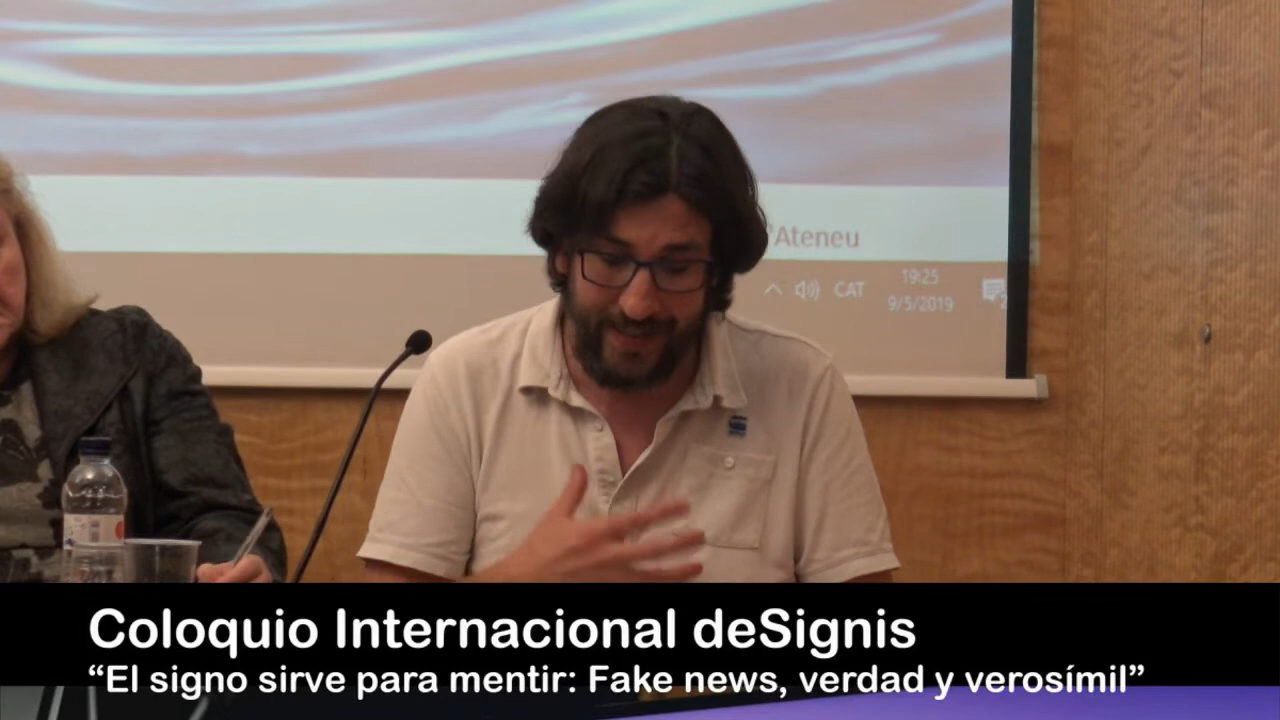 'Ateneu
CAT
19:25
9/5/2019
Coloquio Internacional deSignis
“El signo sirve para mentir: Fake news, verdad y verosímil”